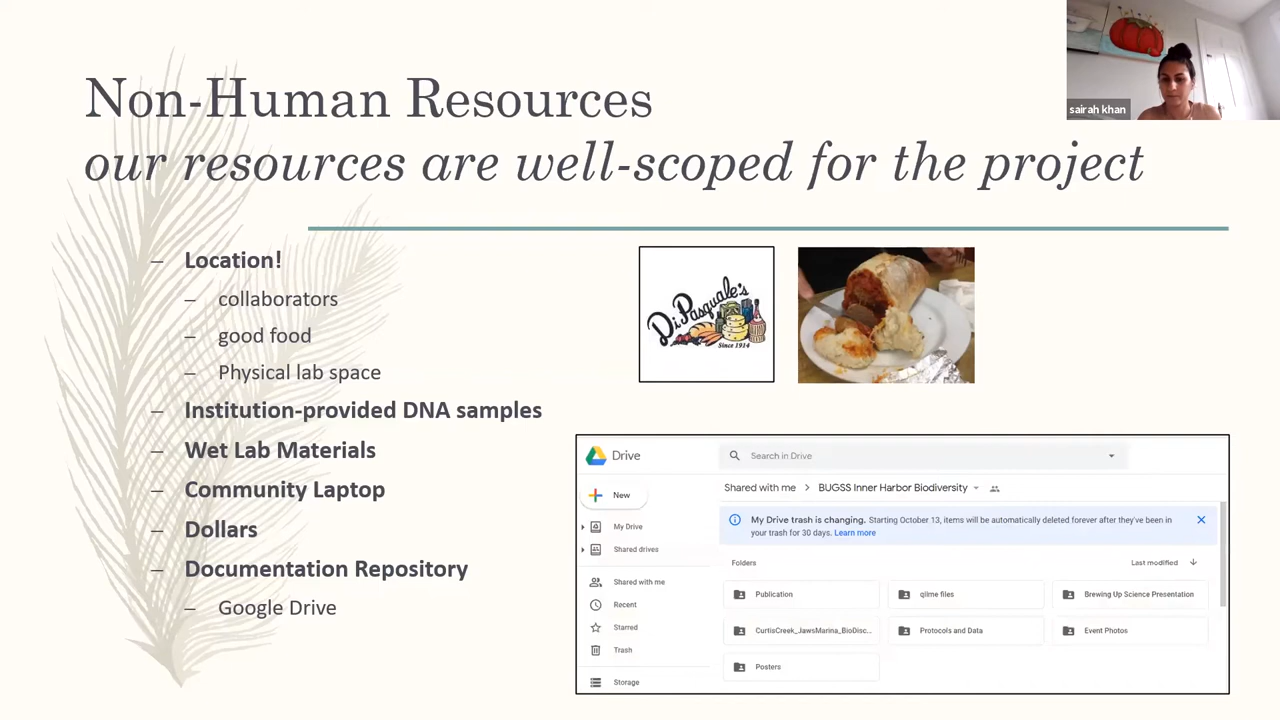 Non-Human Resources
our resources are well-scoped for the project
sairah khan
– Location!
– collaborators
– good food
– Physical lab space
– Institution-provided DNA samples
– Wet Lab Materials
– Community Laptop
– Dollars
– Documentation Repository
– Google Drive
DiPasquale's
Since 1914
Drive
Search in Drive
New
Shared with me > BUGSS Inner Harbor Biodiversity
My Drive trash is changing. Starting October 13, items will be automatically deleted forever after they've been in
your trash for 30 days. Learn more
My Drive
Shared drives
Shared with me
Recent
Starred
Trash
Storage
Folders
Last modified
Publication
qiime files
Brewing Up Science Presentation
CurtisCreek_JawsMarina_BioDisc...
Protocols and Data
Event Photos
Posters